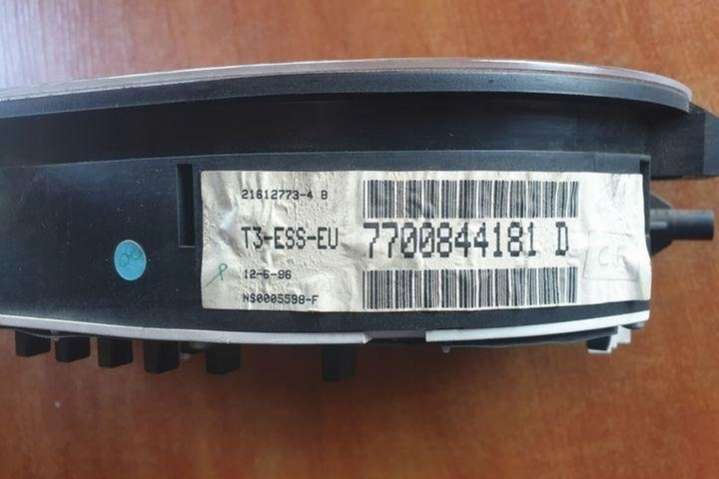 21612773-4 B
T3-ESS-EU 7700844181 D
12-6-96
NS0005598-F